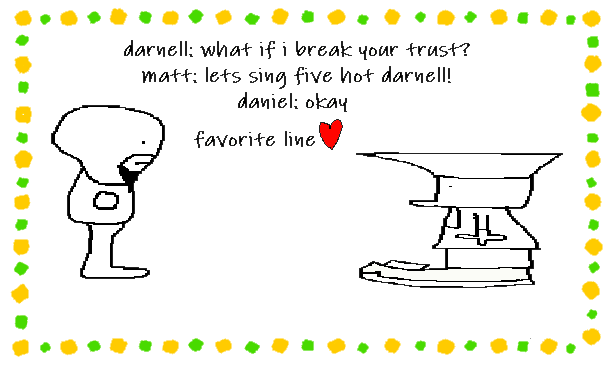 darnell: what if i break your trust?
matt: lets sing five hot darnell!
daniel: okay
favorite line